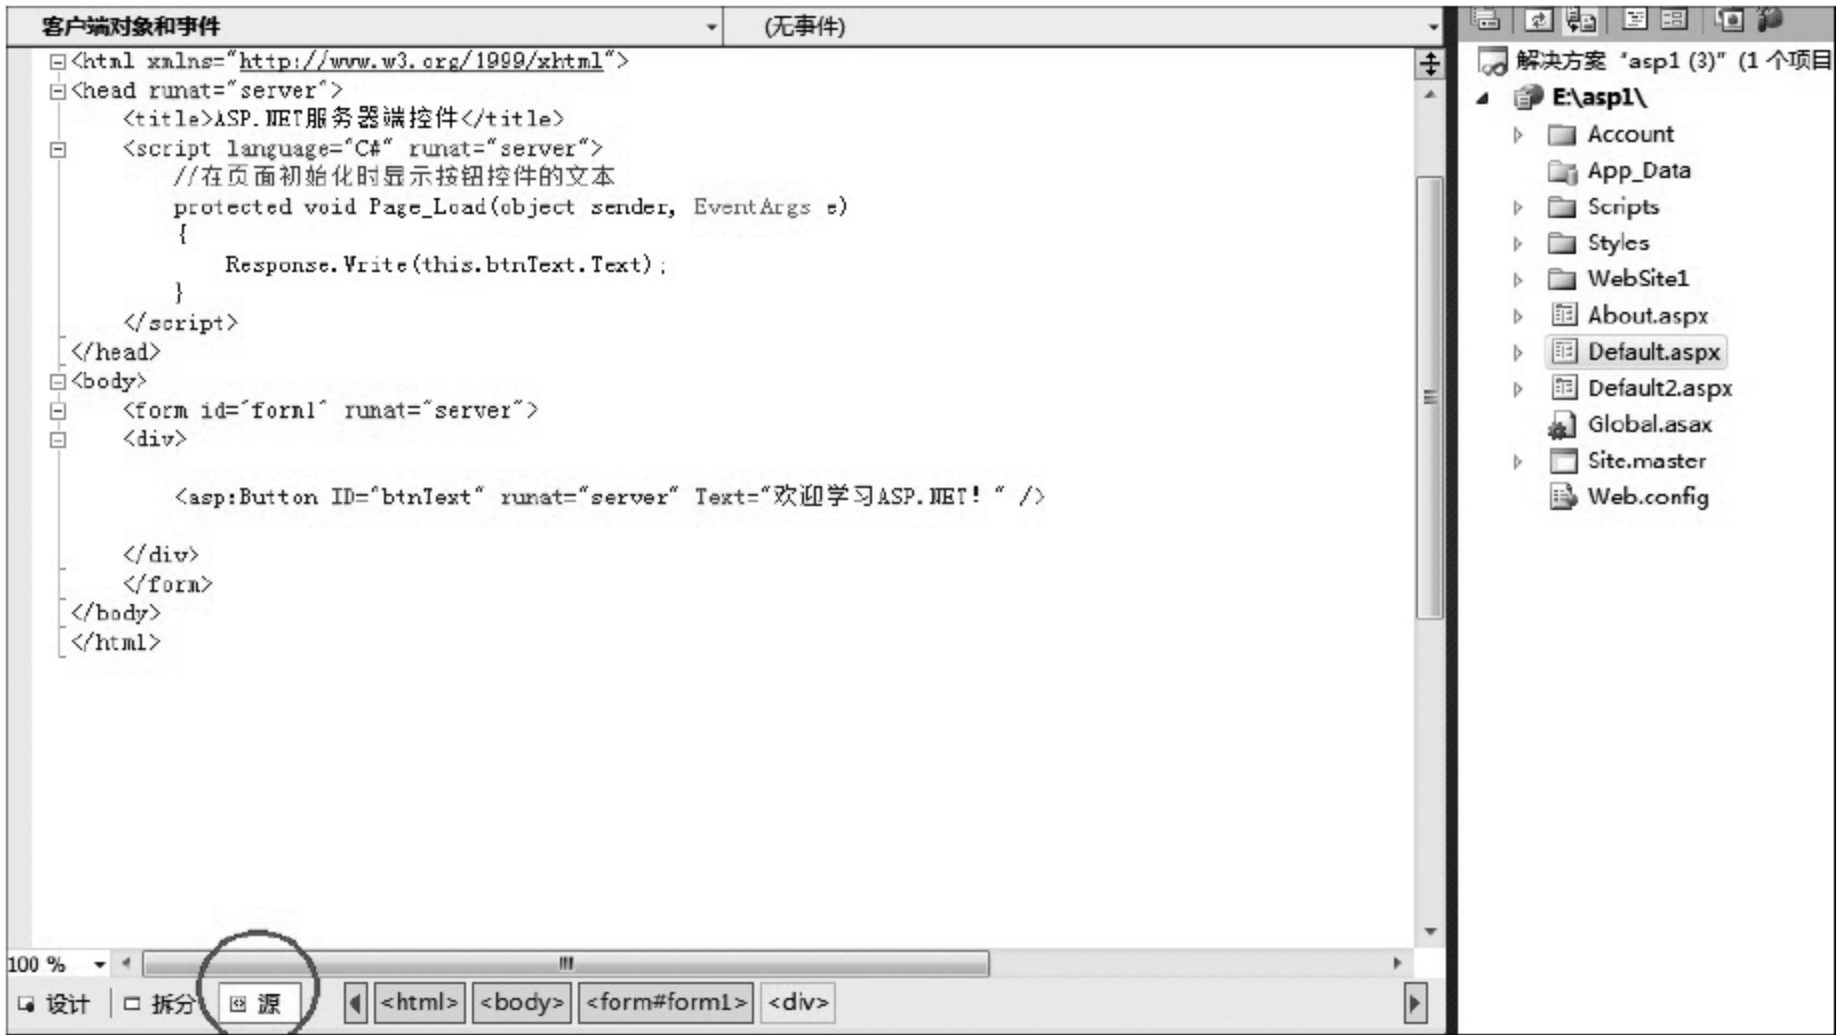 客户端对象和事件
(无事件)
<html xmlns="http://www.w3.org/1999/xhtml">
<head runat="server">
<title>ASP.NET服务器端控件</title>
<script language="C#" runat="server">
//在页面初始化时显示按钮控件的文本
protected void Page_Load(object sender, EventArgs e)
{
Response.Write(this.btnText.Text);
}
</script>
</head>
<body>
<form id="form1" runat="server">
<div>
<asp:Button ID="btnText" runat="server" Text="欢迎学习ASP.NET！" />
</div>
</form>
</body>
</html>
100 %
设计
拆分
源
<html>
<body>
<form#form1>
<div>
解决方案 "asp1 (3)" (1 个项目
E:\asp1\
Account
App_Data
Scripts
Styles
WebSite1
About.aspx
Default.aspx
Default2.aspx
Global.asax
Site.master
Web.config